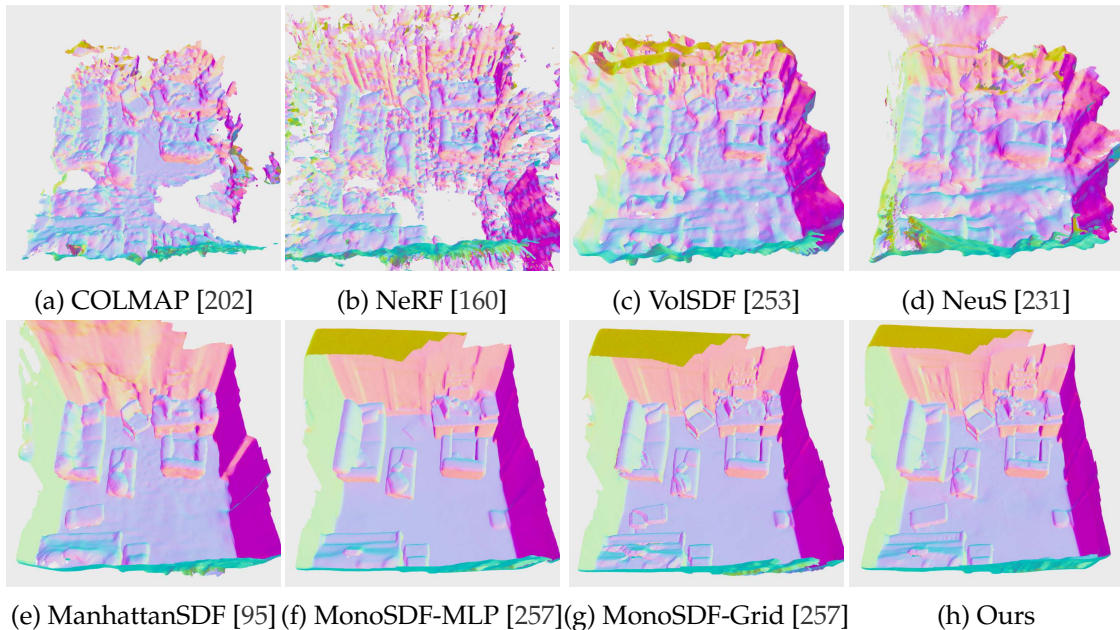 (a) COLMAP [202] (b) NeRF [160] (c) VolSDF [253] (d) NeuS [231]
(e) ManhattanSDF [95] (f) MonoSDF-MLP [257] (g) MonoSDF-Grid [257] (h) Ours